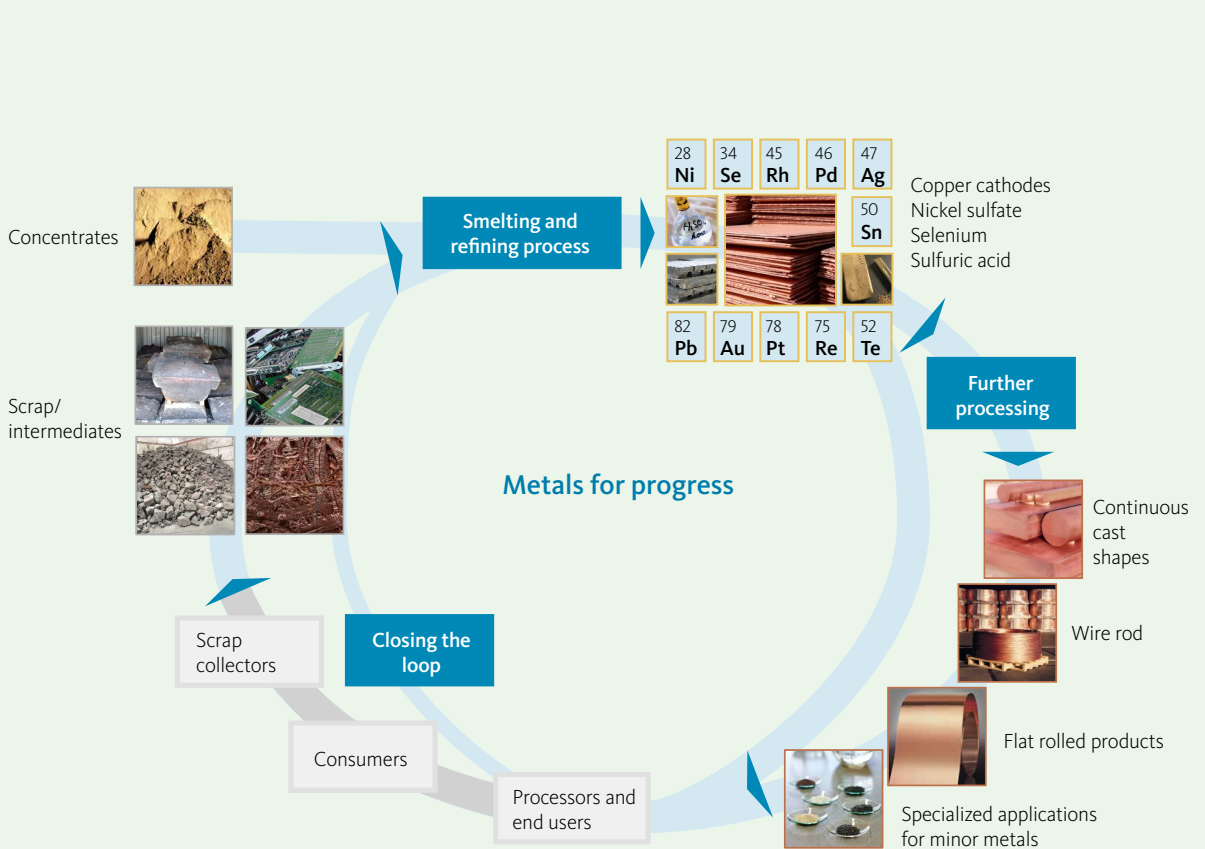 Concentrates
Smelting and
refining process
28
Ni
34
Se
45
Rh
46
Pd
47
Ag
50
Sn
82
Pb
79
Au
78
Pt
75
Re
52
Te
Copper cathodes
Nickel sulfate
Selenium
Sulfuric acid
Further
processing
Scrap/
intermediates
Metals for progress
Continuous
cast
shapes
Wire rod
Flat rolled products
Specialized applications
for minor metals
Processors and
end users
Consumers
Scrap
collectors
Closing the
loop